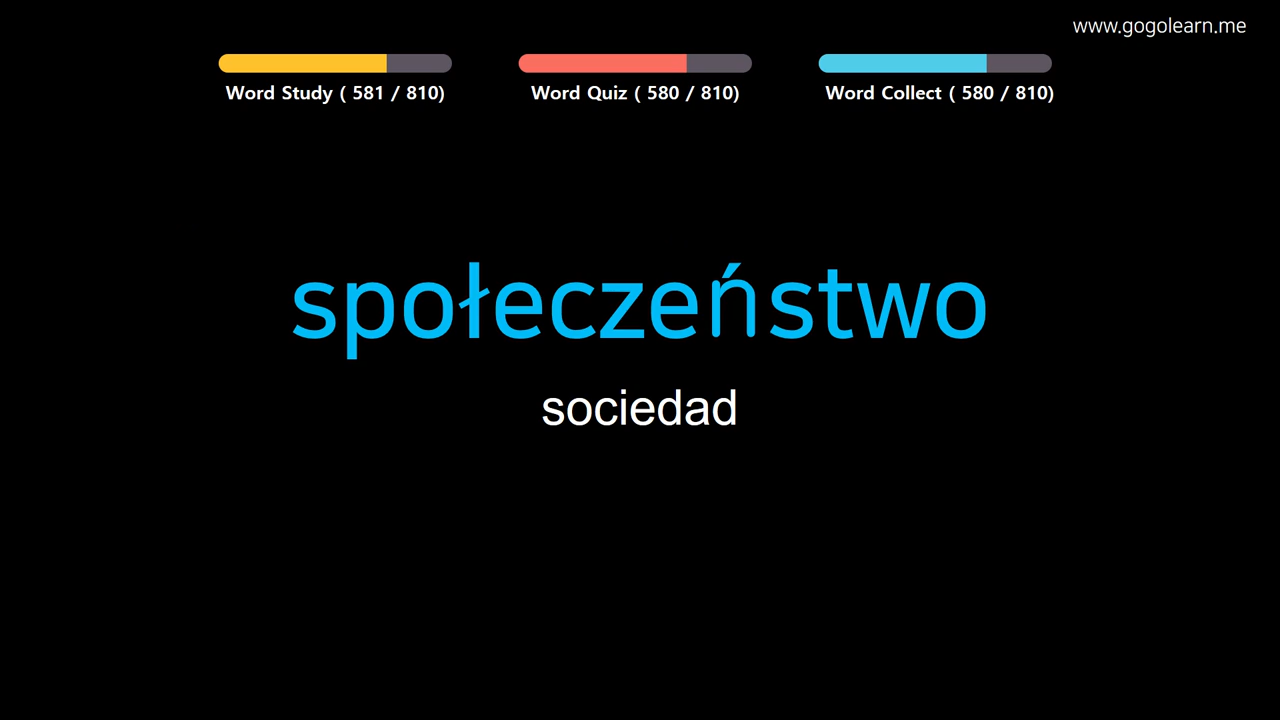 www.gogolearn.me
Word Study ( 581 / 810)
Word Quiz ( 580 / 810)
Word Collect ( 580 / 810)
społeczeństwo
sociedad